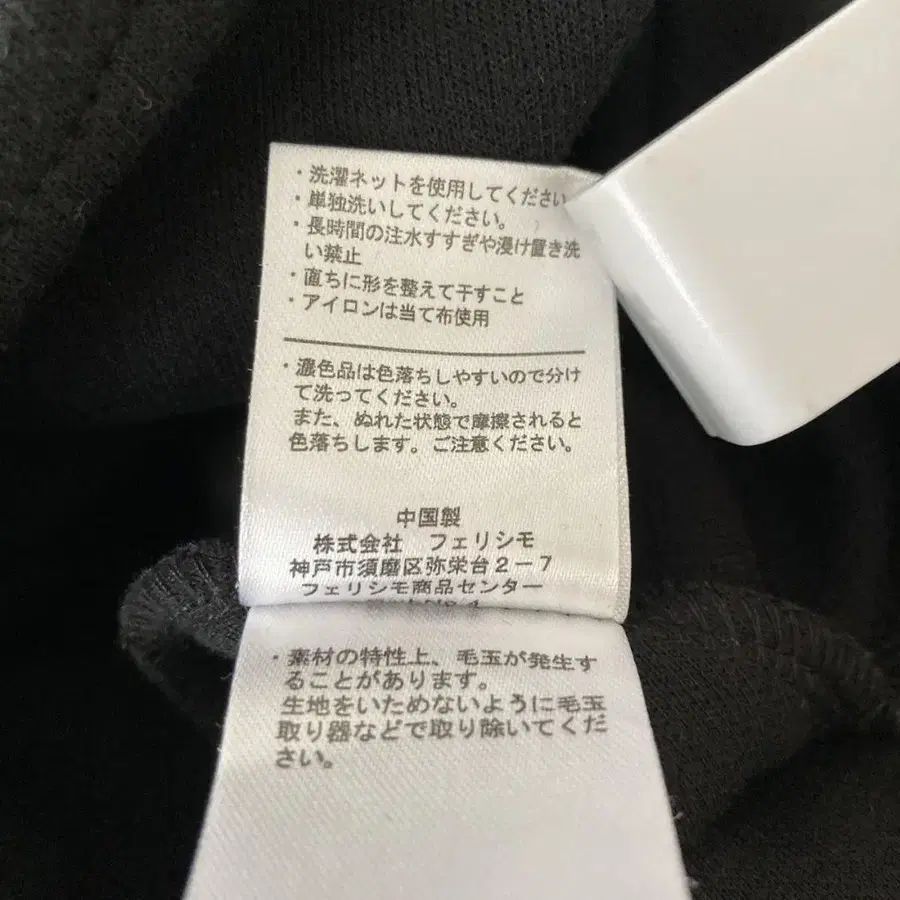 ・洗濯ネットを使用してください
・単独洗いしてください。
・長時間の注水すすぎや浸け置き洗
い禁止
・直ちに形を整えて干すこと
・アイロンは当て布使用
・濃色品は色落ちしやすいので分け
て洗ってください。
また、ぬれた状態で摩擦されると
色落ちします。ご注意ください。
中国製
株式会社 フェリシモ
神戸市須磨区弥栄台2-7
フェリシモ商品センター
・素材の特性上、毛玉が発生す
ることがあります。
生地をいためないように毛玉
取り器などで取り除いてくだ
さい。